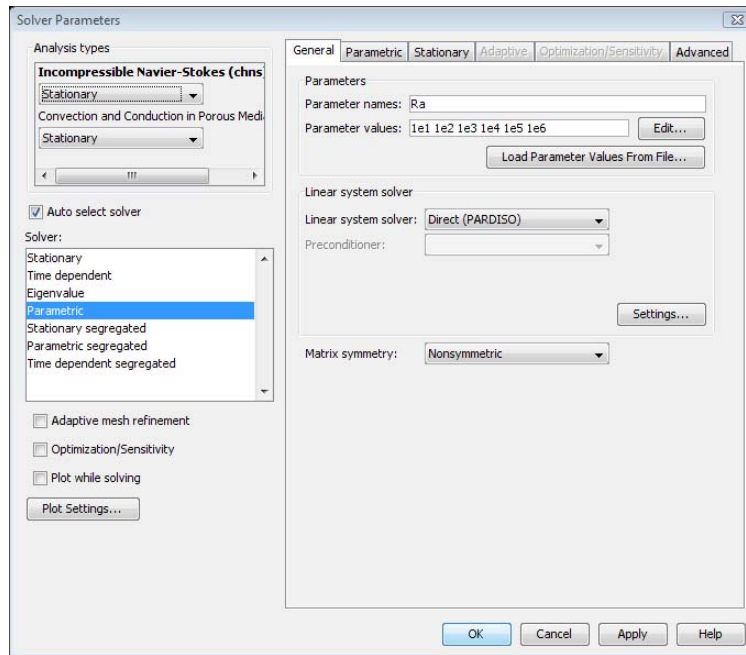 Solver Parameters
Analysis types
Incompressible Navier-Stokes (chns)
Stationary
Convection and Conduction in Porous Medi
Stationary
Auto select solver
Solver:
Stationary
Time dependent
Eigenvalue
Parametric
Stationary segregated
Parametric segregated
Time dependent segregated
Adaptive mesh refinement
Optimization/Sensitivity
Plot while solving
Plot Settings...
General Parametric Stationary Adaptive Optimization/Sensitivity Advanced
Parameters
Parameter names: Ra
Parameter values: 1e1 1e2 1e3 1e4 1e5 1e6 Edit...
Load Parameter Values From File...
Linear system solver
Linear system solver: Direct (PARDISO)
Preconditioner:
Settings...
Matrix symmetry: Nonsymmetric
OK Cancel Apply Help